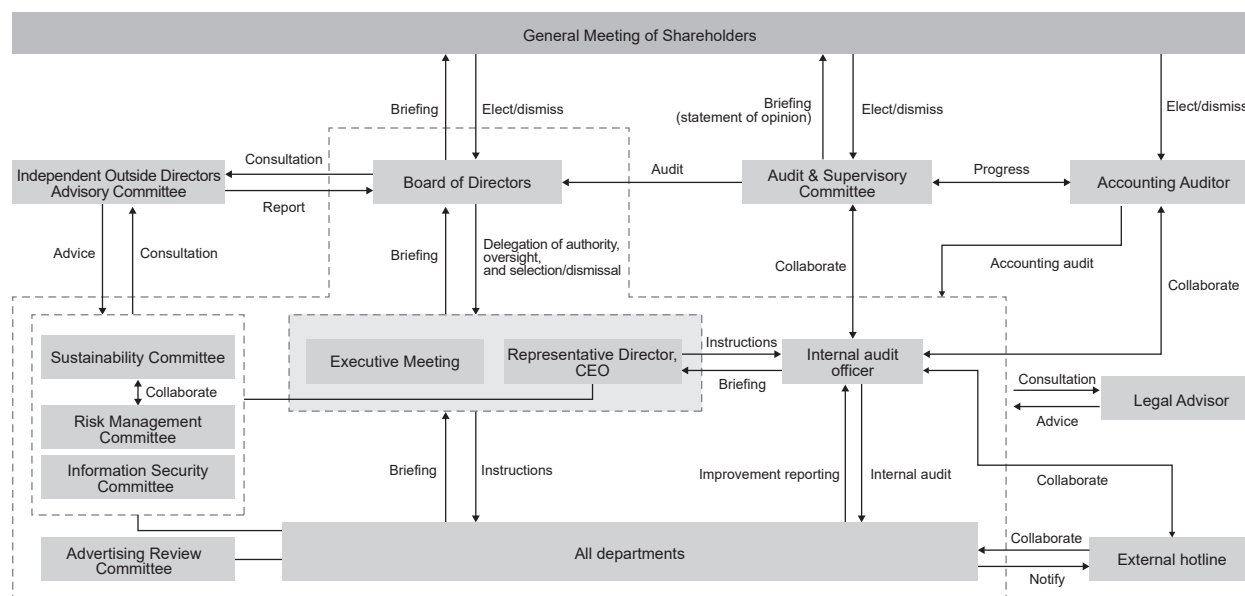 General Meeting of Shareholders
Briefing
Elect/dismiss
Briefing
(statement of opinion)
Elect/dismiss
Elect/dismiss
Independent Outside Directors
Advisory Committee
Consultation
Report
Board of Directors
Audit
Audit & Supervisory
Committee
Progress
Accounting Auditor
Advice
Consultation
Briefing
Delegation of authority,
oversight,
and selection/dismissal
Collaborate
Accounting audit
Collaborate
Sustainability Committee
Collaborate
Risk Management
Committee
Information Security
Committee
Executive Meeting
Representative Director,
CEO
Instructions
Briefing
Internal audit
officer
Consultation
Advice
Legal Advisor
Briefing
Instructions
Improvement reporting
Internal audit
Collaborate
Advertising Review
Committee
All departments
Collaborate
Notify
External hotline